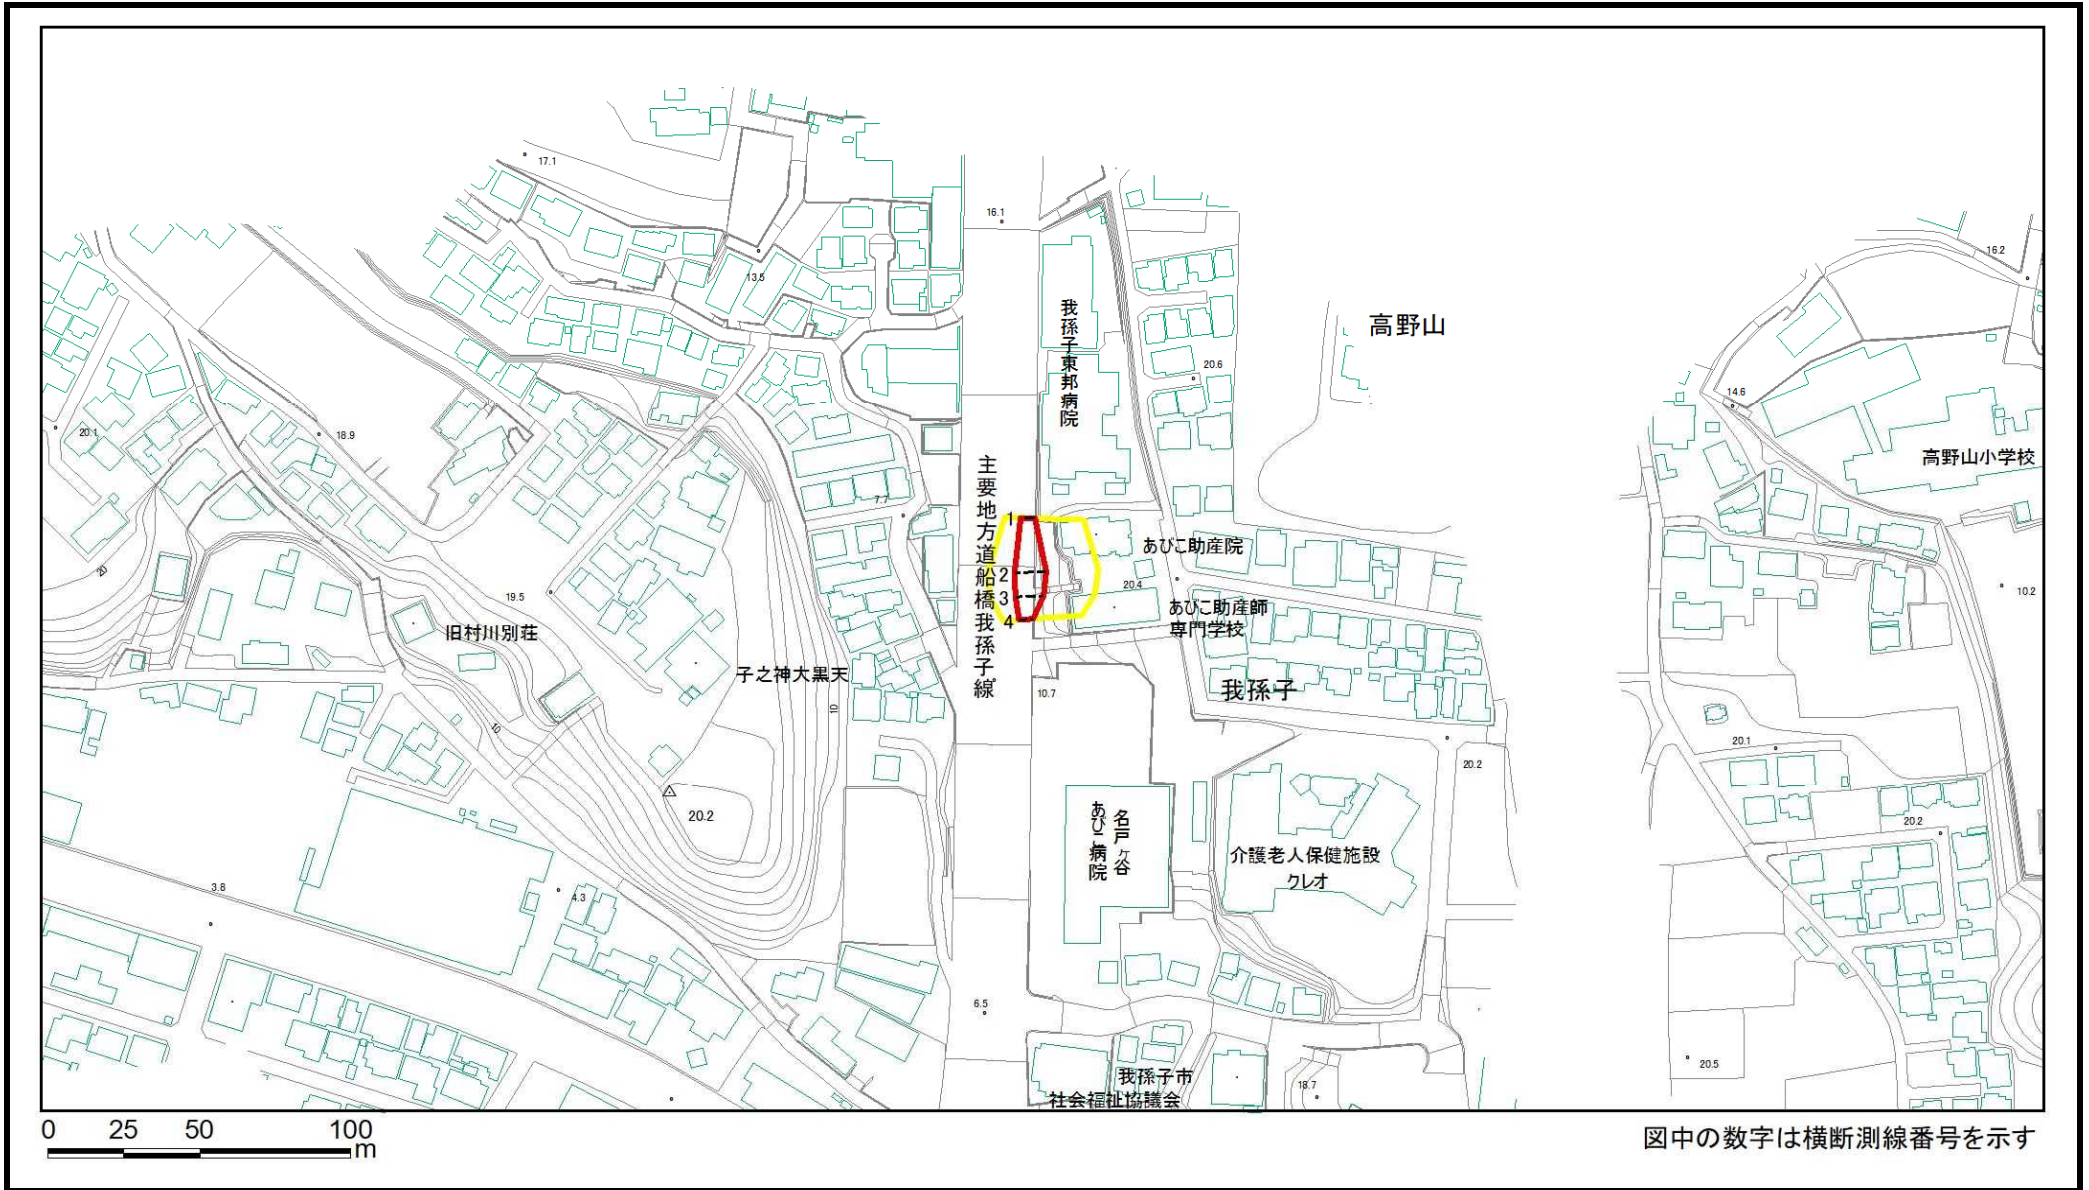 17.1
16.1
16.2
13.5
我孫子東邦病院
高野山
20.6
14.6
20.1
18.9
高野山小学校
主要地方道船橋我孫子線
7.7
1
あびこ助産院
20
2
20.4
10.2
19.5
3
あびこ助産師
専門学校
旧村川別荘
4
子之神大黒天
我孫子
10.7
10
10
20.1
20.2
20.2
20.2
名戸ヶ谷
あびこ病院
介護老人保健施設
クレオ
3.8
4.3
6.5
20.5
我孫子市
社会福祉協議会
18.7
0 25 50 100
m
図中の数字は横断測線番号を示す